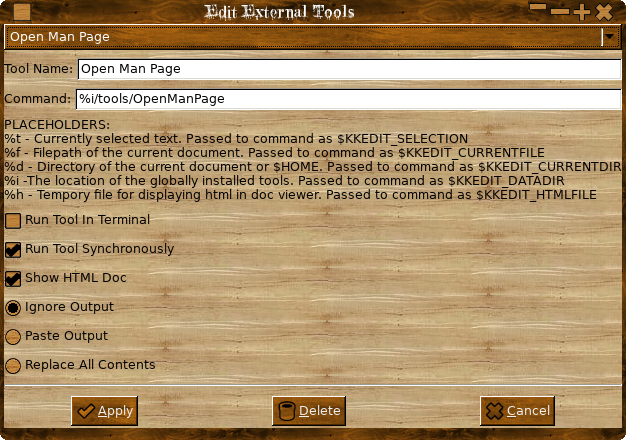 Edit External Tools
Open Man Page
Tool Name: Open Man Page
Command: %i/tools/OpenManPage
PLACEHOLDERS:
%t - Currently selected text. Passed to command as $KKEDIT_SELECTION
%f - Filepath of the current document. Passed to command as $KKEDIT_CURRENTFILE
%d - Directory of the current document or $HOME. Passed to command as $KKEDIT_CURRENTDIR
%i -The location of the globally installed tools. Passed to command as $KKEDIT_DATADIR
%h - Tempory file for displaying html in doc viewer. Passed to command as $KKEDIT_HTMLFILE
Run Tool In Terminal
Run Tool Synchronously
Show HTML Doc
Ignore Output
Paste Output
Replace All Contents
Apply Delete Cancel